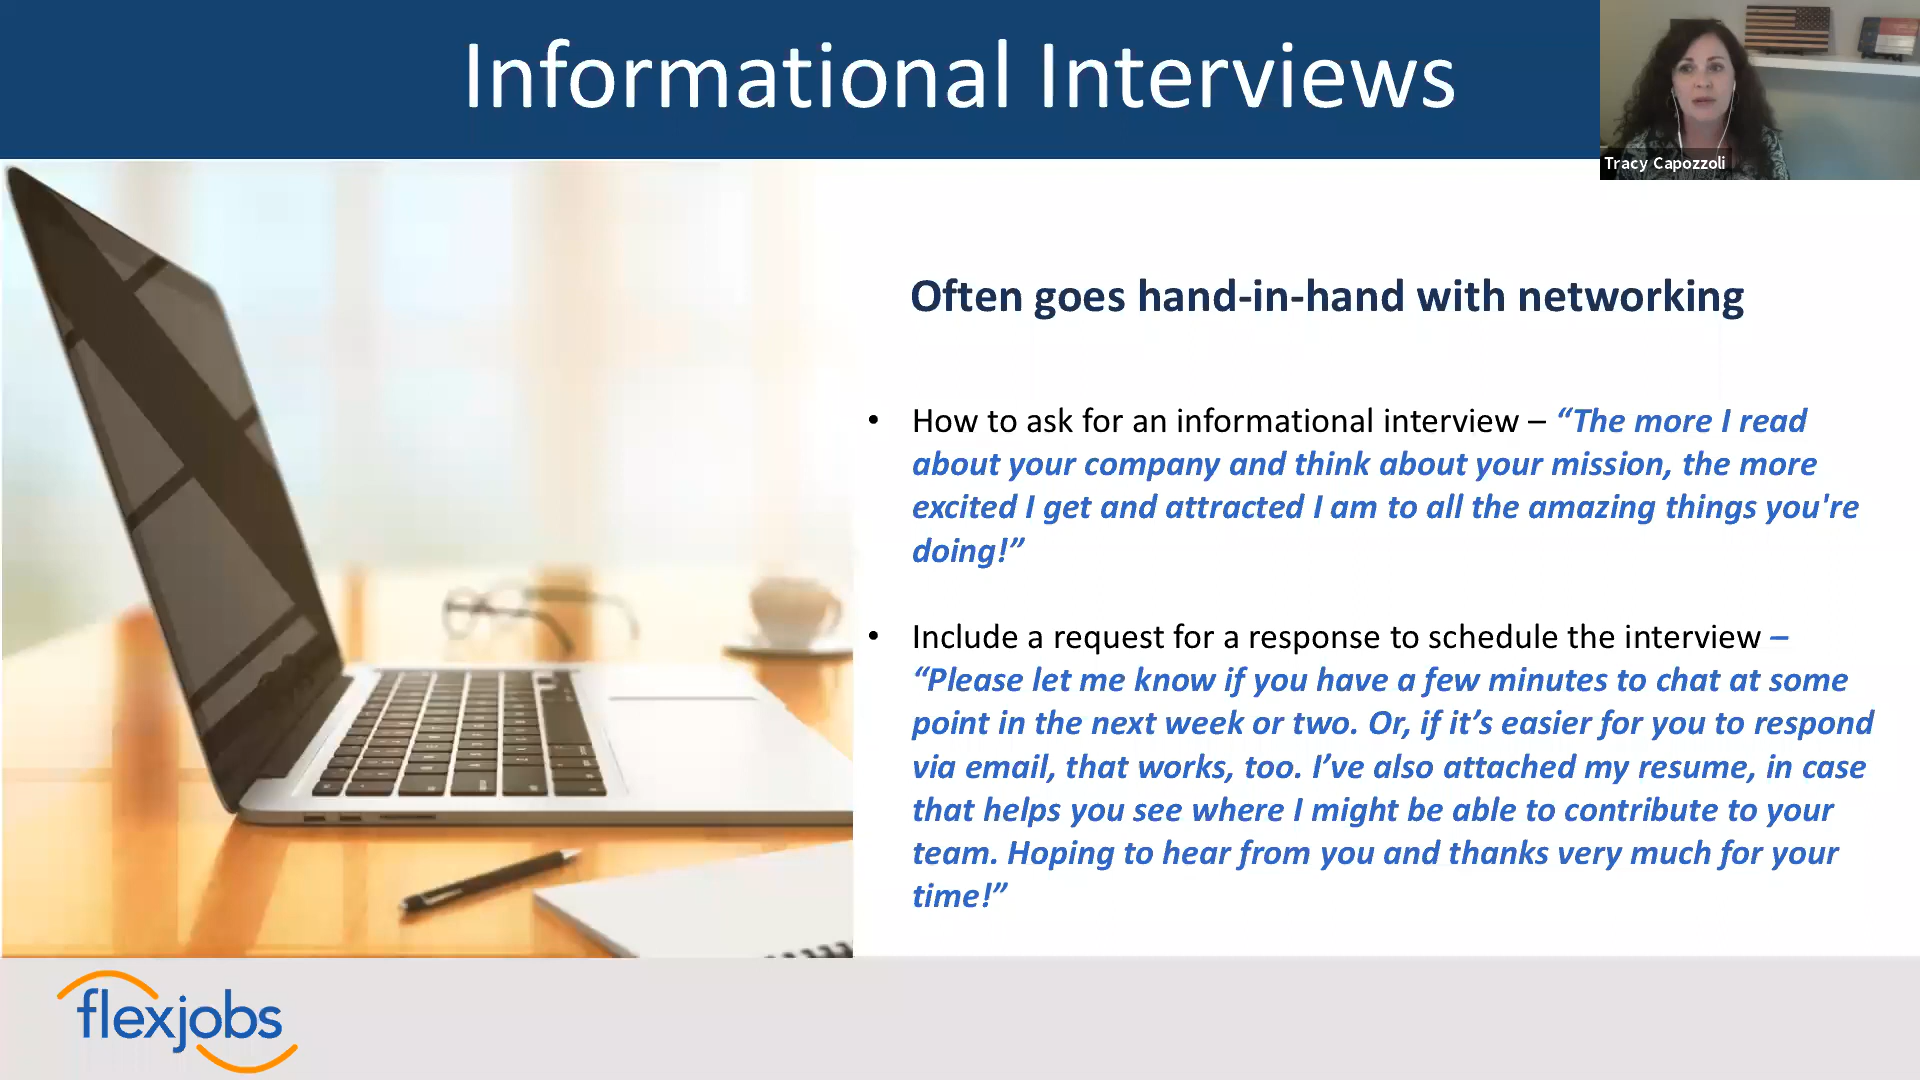 Informational Interviews
Tracy Capozzoli
Often goes hand-in-hand with networking
• How to ask for an informational interview – “The more I read
about your company and think about your mission, the more
excited I get and attracted I am to all the amazing things you're
doing!”
• Include a request for a response to schedule the interview –
“Please let me know if you have a few minutes to chat at some
point in the next week or two. Or, if it’s easier for you to respond
via email, that works, too. I’ve also attached my resume, in case
that helps you see where I might be able to contribute to your
team. Hoping to hear from you and thanks very much for your
time!”
flexjobs